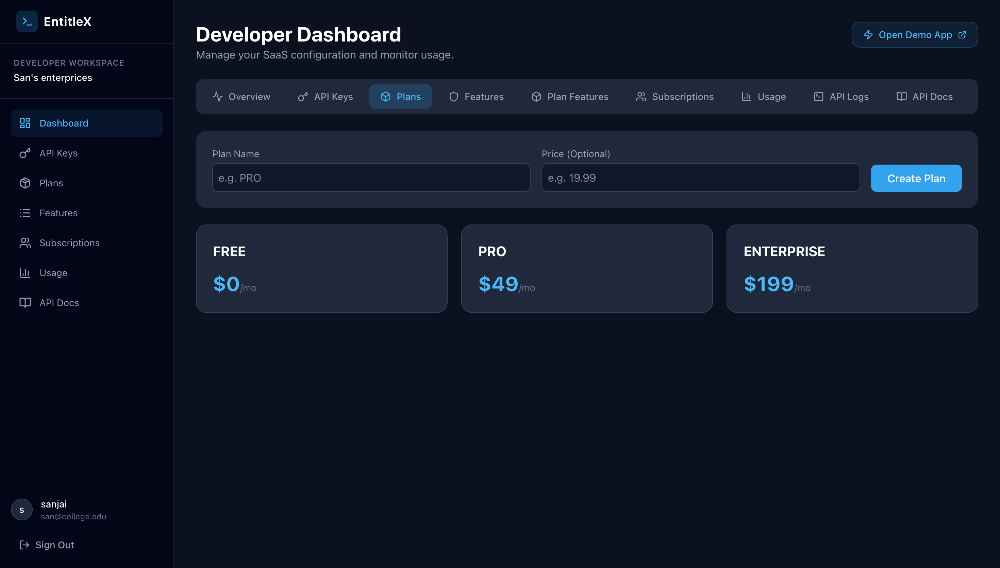 EntitleX
DEVELOPER WORKSPACE
San's enterprices
Dashboard
API Keys
Plans
Features
Subscriptions
Usage
API Docs
s
sanjai
san@college.edu
Sign Out
Developer Dashboard
Manage your SaaS configuration and monitor usage.
Open Demo App
Overview API Keys Plans Features Plan Features Subscriptions Usage API Logs API Docs
Plan Name Price (Optional)
e.g. PRO e.g. 19.99 Create Plan
FREE PRO ENTERPRISE
$0/mo $49/mo $199/mo